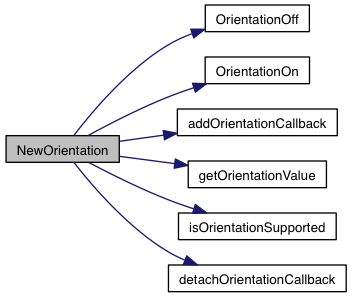 OrientationOff
OrientationOn
addOrientationCallback
NewOrientation
getOrientationValue
isOrientationSupported
detachOrientationCallback